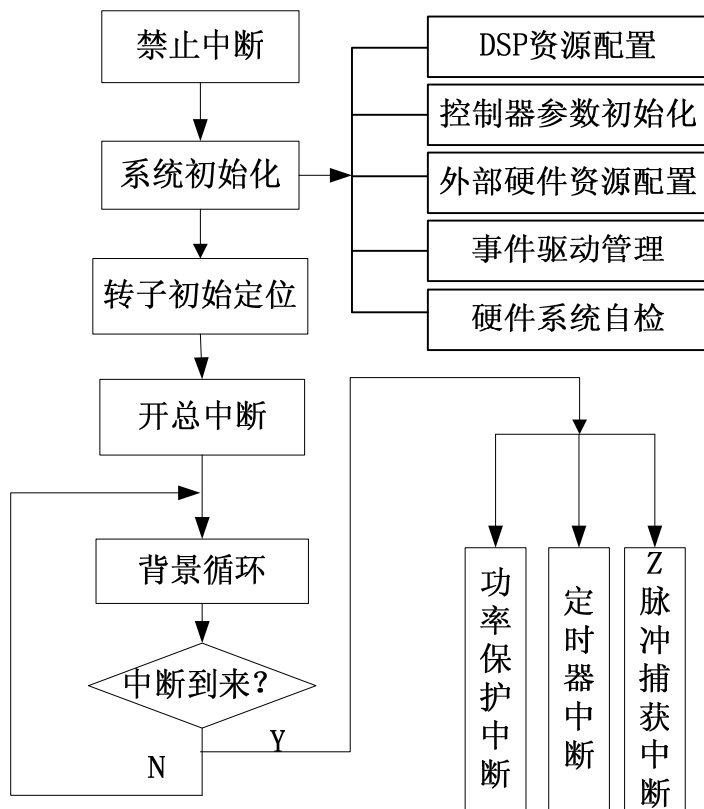 禁止中断
系统初始化
转子初始定位
开总中断
背景循环
中断到来?
N
Y
DSP资源配置
控制器参数初始化
外部硬件资源配置
事件驱动管理
硬件系统自检
功率保护中断
定时器中断
Z脉冲捕获中断